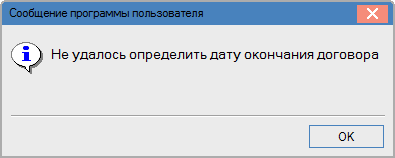 Сообщение программы пользователя
Не удалось определить дату окончания договора
OK